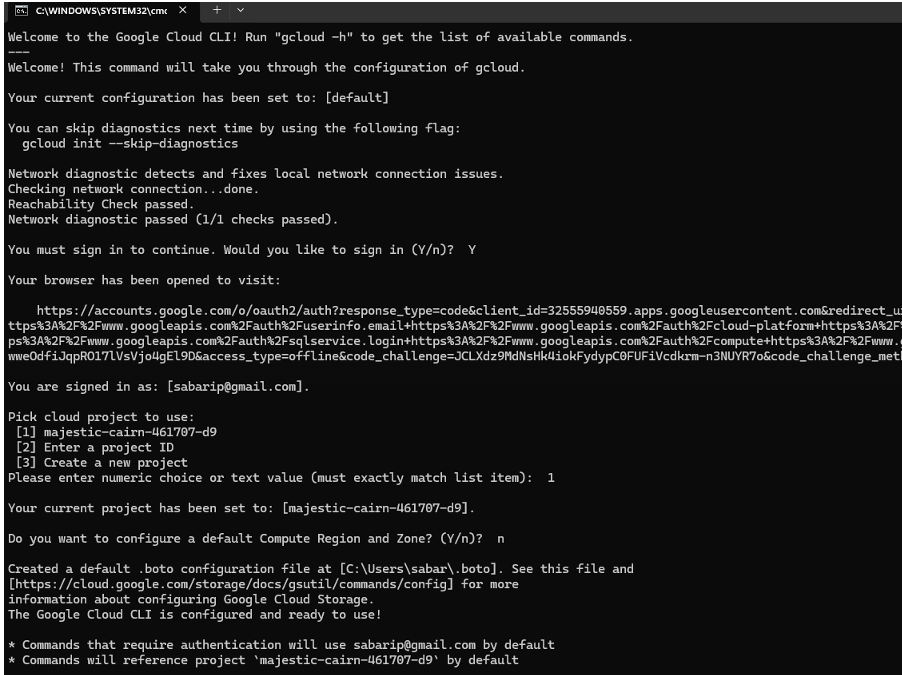 C:\WINDOWS\SYSTEM32\cmd
Welcome to the Google Cloud CLI! Run "gcloud -h" to get the list of available commands.
---
Welcome! This command will take you through the configuration of gcloud.
Your current configuration has been set to: [default]
You can skip diagnostics next time by using the following flag:
  gcloud init --skip-diagnostics
Network diagnostic detects and fixes local network connection issues.
Checking network connection...done.
Reachability Check passed.
Network diagnostic passed (1/1 checks passed).
You must sign in to continue. Would you like to sign in (Y/n)?  Y
Your browser has been opened to visit:
    https://accounts.google.com/o/oauth2/auth?response_type=code&client_id=32555940559.apps.googleusercontent.com&redirect_u
ttps%3A%2F%2Fwww.googleapis.com%2Fauth%2Fuserinfo.email+https%3A%2F%2Fwww.googleapis.com%2Fauth%2Fcloud-platform+https%3A%2F%
ps%3A%2F%2Fwww.googleapis.com%2Fauth%2Fsqlservice.login+https%3A%2F%2Fwww.googleapis.com%2Fauth%2Fcompute+https%3A%2F%2Fwww.g
wweOdfiJqpRO17lVsVjo4gEl9D&access_type=offline&code_challenge=JCLXdz9MdNsHk4iokFydypC0FUFiVcdkrm-n3NUYR7o&code_challenge_meth
You are signed in as: [sabarip@gmail.com].
Pick cloud project to use:
 [1] majestic-cairn-461707-d9
 [2] Enter a project ID
 [3] Create a new project
Please enter numeric choice or text value (must exactly match list item):  1
Your current project has been set to: [majestic-cairn-461707-d9].
Do you want to configure a default Compute Region and Zone? (Y/n)?  n
Created a default .boto configuration file at [C:\Users\sabar\.boto]. See this file and
[https://cloud.google.com/storage/docs/gsutil/commands/config] for more
information about configuring Google Cloud Storage.
The Google Cloud CLI is configured and ready to use!
* Commands that require authentication will use sabarip@gmail.com by default
* Commands will reference project `majestic-cairn-461707-d9` by default